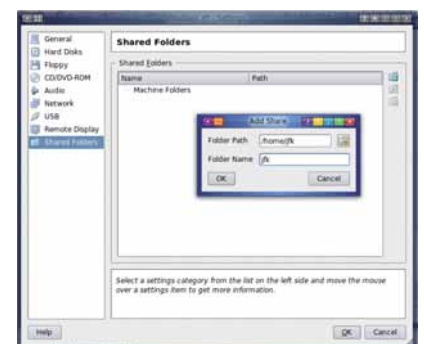 General
Hard Disks
Floppy
CD/DVD-ROM
Audio
Network
USB
Remote Display
Shared Folders
Shared Folders
Shared Folders
Name Path
Machine Folders
Add Share
Folder Path /home/jfk
Folder Name jfk
OK Cancel
Select a settings category from the list on the left side and move the mouse
over a settings item to get more information.
Help OK Cancel